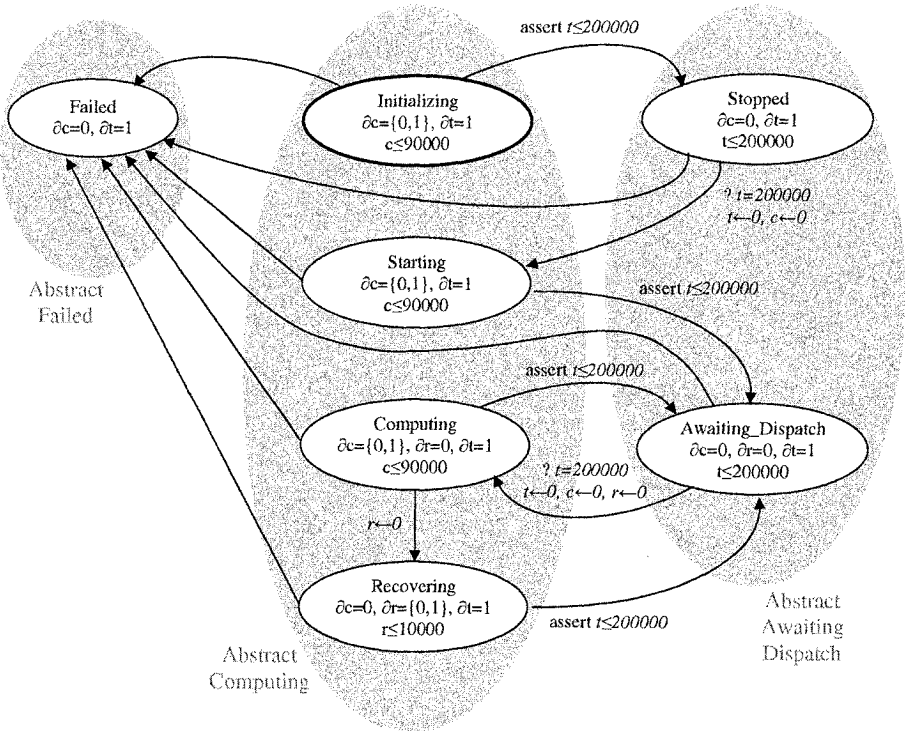 assert t≤200000
Failed
∂c=0, ∂t=1
Initializing
∂c={0,1}, ∂t=1
c≤90000
Stopped
∂c=0, ∂t=1
t≤200000
? t=200000
t←0, c←0
Starting
∂c={0,1}, ∂t=1
c≤90000
assert t≤200000
Abstract
Failed
assert t≤200000
Computing
∂c={0,1}, ∂r=0, ∂t=1
c≤90000
Awaiting_Dispatch
∂c=0, ∂r=0, ∂t=1
t≤200000
? t=200000
t←0, c←0, r←0
r←0
Recovering
∂c=0, ∂r={0,1}, ∂t=1
r≤10000
assert t≤200000
Abstract
Awaiting
Dispatch
Abstract
Computing